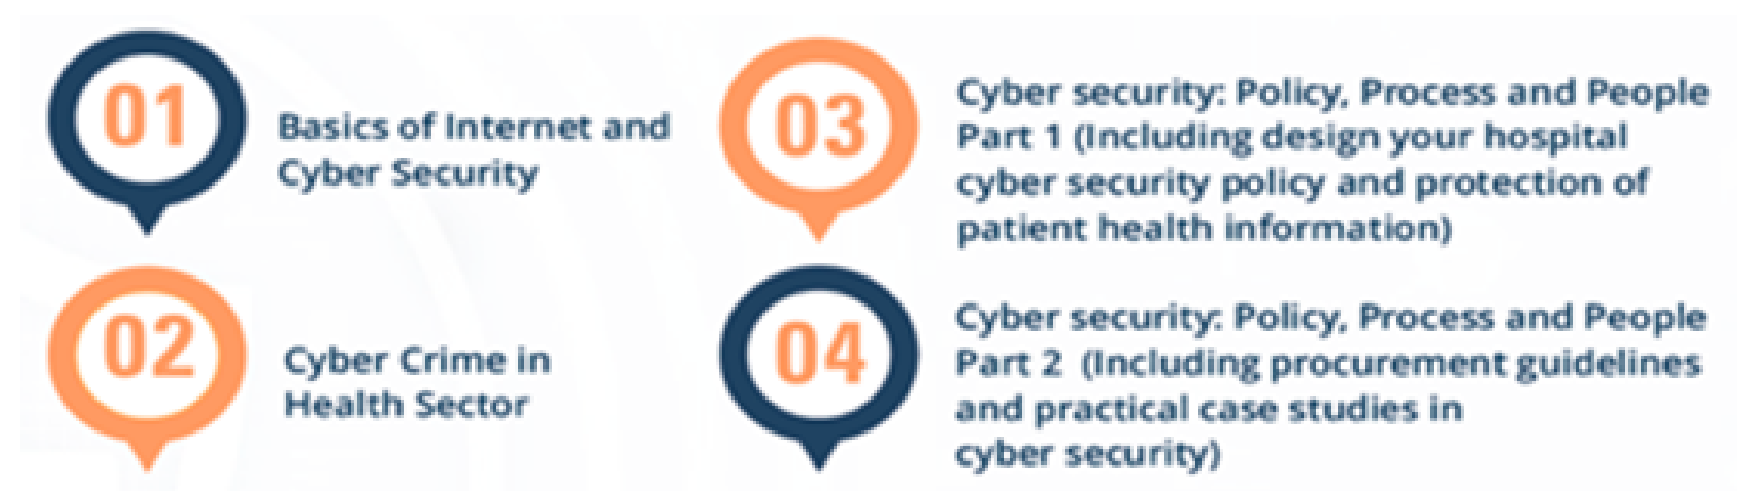 01
Basics of Internet and
Cyber Security
02
Cyber Crime in
Health Sector
03
Cyber security: Policy, Process and People
Part 1 (Including design your hospital
cyber security policy and protection of
patient health information)
04
Cyber security: Policy, Process and People
Part 2  (Including procurement guidelines
and practical case studies in
cyber security)